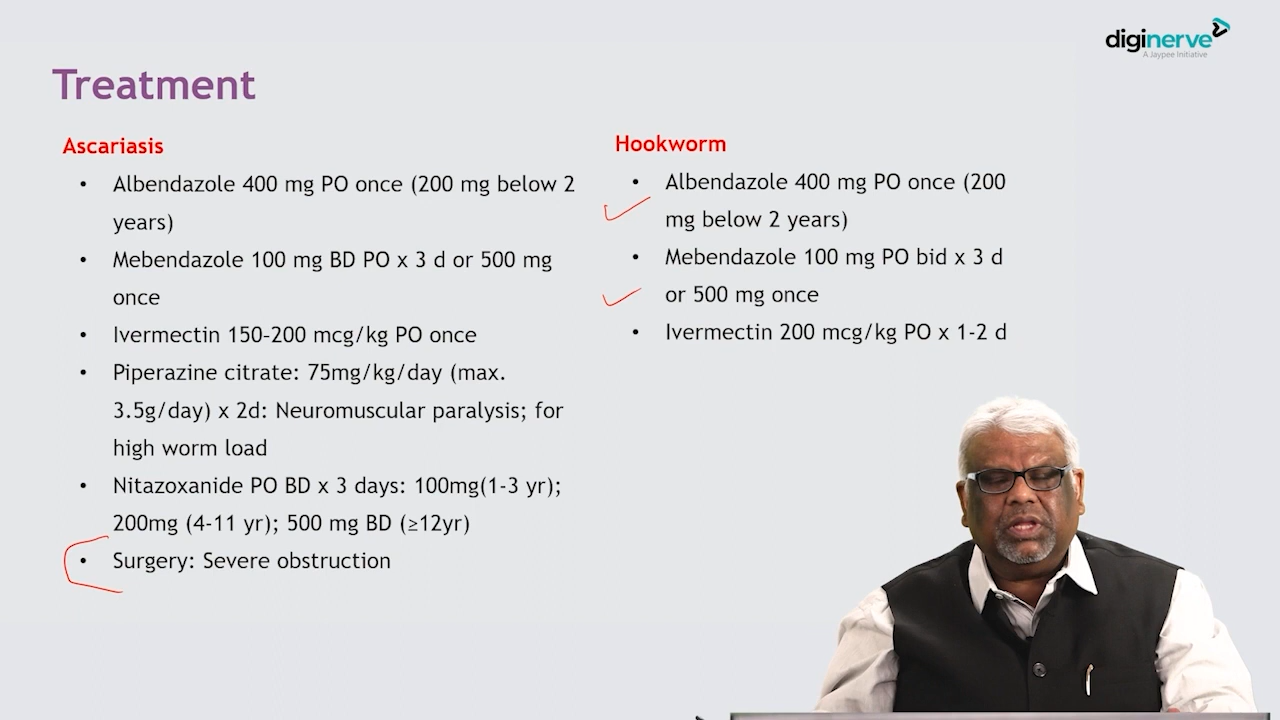 diginerve
A Jaypee Initiative
Treatment
Ascariasis
• Albendazole 400 mg PO once (200 mg below 2
years)
• Mebendazole 100 mg BD PO x 3 d or 500 mg
once
• Ivermectin 150-200 mcg/kg PO once
• Piperazine citrate: 75mg/kg/day (max.
3.5g/day) x 2d: Neuromuscular paralysis; for
high worm load
• Nitazoxanide PO BD x 3 days: 100mg(1-3 yr);
200mg (4-11 yr); 500 mg BD (≥12yr)
• Surgery: Severe obstruction
Hookworm
• Albendazole 400 mg PO once (200
mg below 2 years)
• Mebendazole 100 mg PO bid x 3 d
or 500 mg once
• Ivermectin 200 mcg/kg PO x 1-2 d